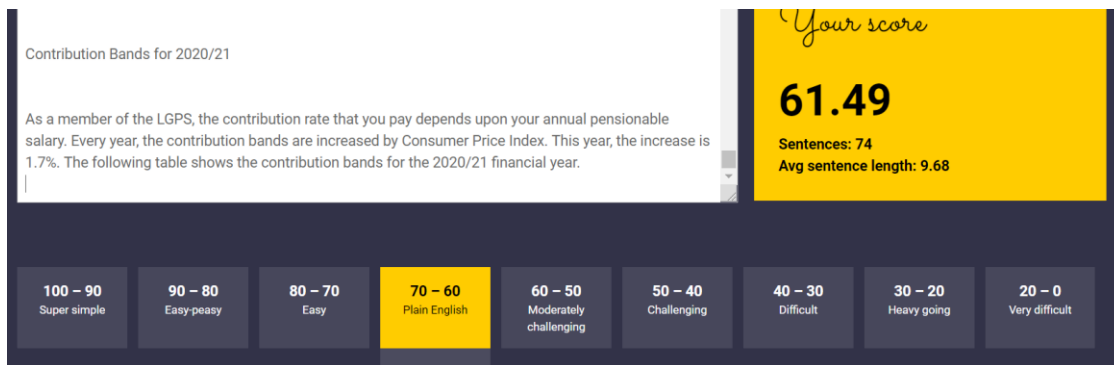 Contribution Bands for 2020/21
As a member of the LGPS, the contribution rate that you pay depends upon your annual pensionable
salary. Every year, the contribution bands are increased by Consumer Price Index. This year, the increase is
1.7%. The following table shows the contribution bands for the 2020/21 financial year.
Your score
61.49
Sentences: 74
Avg sentence length: 9.68
100 – 90
Super simple
90 – 80
Easy-peasy
80 – 70
Easy
70 – 60
Plain English
60 – 50
Moderately
challenging
50 – 40
Challenging
40 – 30
Difficult
30 – 20
Heavy going
20 – 0
Very difficult